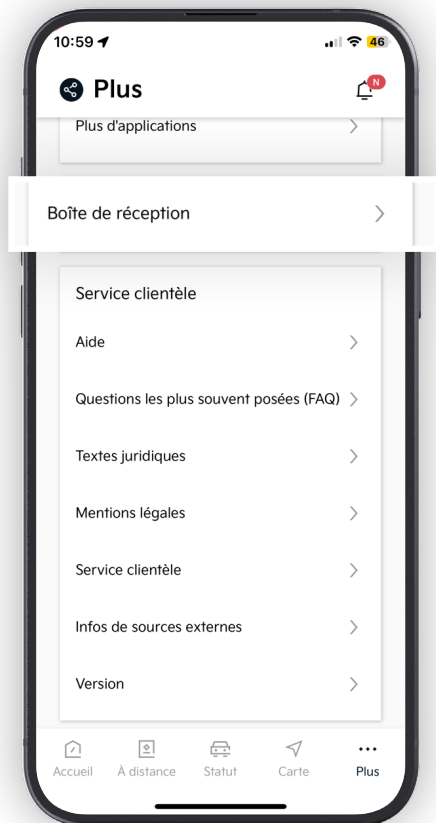 10:59
46
Plus
N
Plus d'applications
Boîte de réception
Service clientèle
Aide
Questions les plus souvent posées (FAQ)
Textes juridiques
Mentions légales
Service clientèle
Infos de sources externes
Version
Accueil À distance Statut Carte Plus